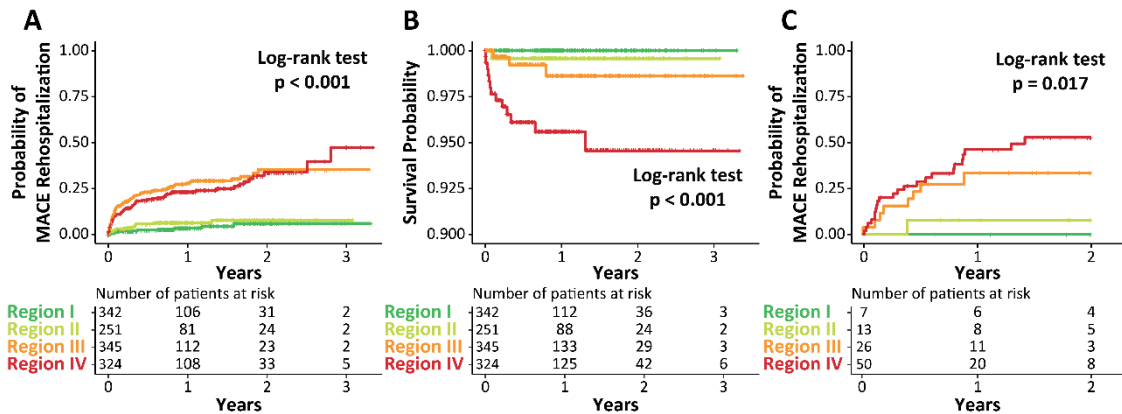 A
Probability of
MACE Rehospitalization
1.00
0.75
0.50
0.25
0.00
Log-rank test
p < 0.001
0 1 2 3
Years
Number of patients at risk
Region I 342 106 31 2
Region II 251 81 24 2
Region III 345 112 23 2
Region IV 324 108 33 5
0 1 2 3
Years
B
Survival Probability
1.000
0.975
0.950
0.925
0.900
Log-rank test
p < 0.001
0 1 2 3
Years
Number of patients at risk
Region I 342 112 36 3
Region II 251 88 24 2
Region III 345 133 29 3
Region IV 324 125 42 6
0 1 2 3
Years
C
Probability of
MACE Rehospitalization
1.00
0.75
0.50
0.25
0.00
Log-rank test
p = 0.017
0 1 2
Years
Number of patients at risk
Region I 7 6 4
Region II 13 8 5
Region III 26 11 3
Region IV 50 20 8
0 1 2
Years